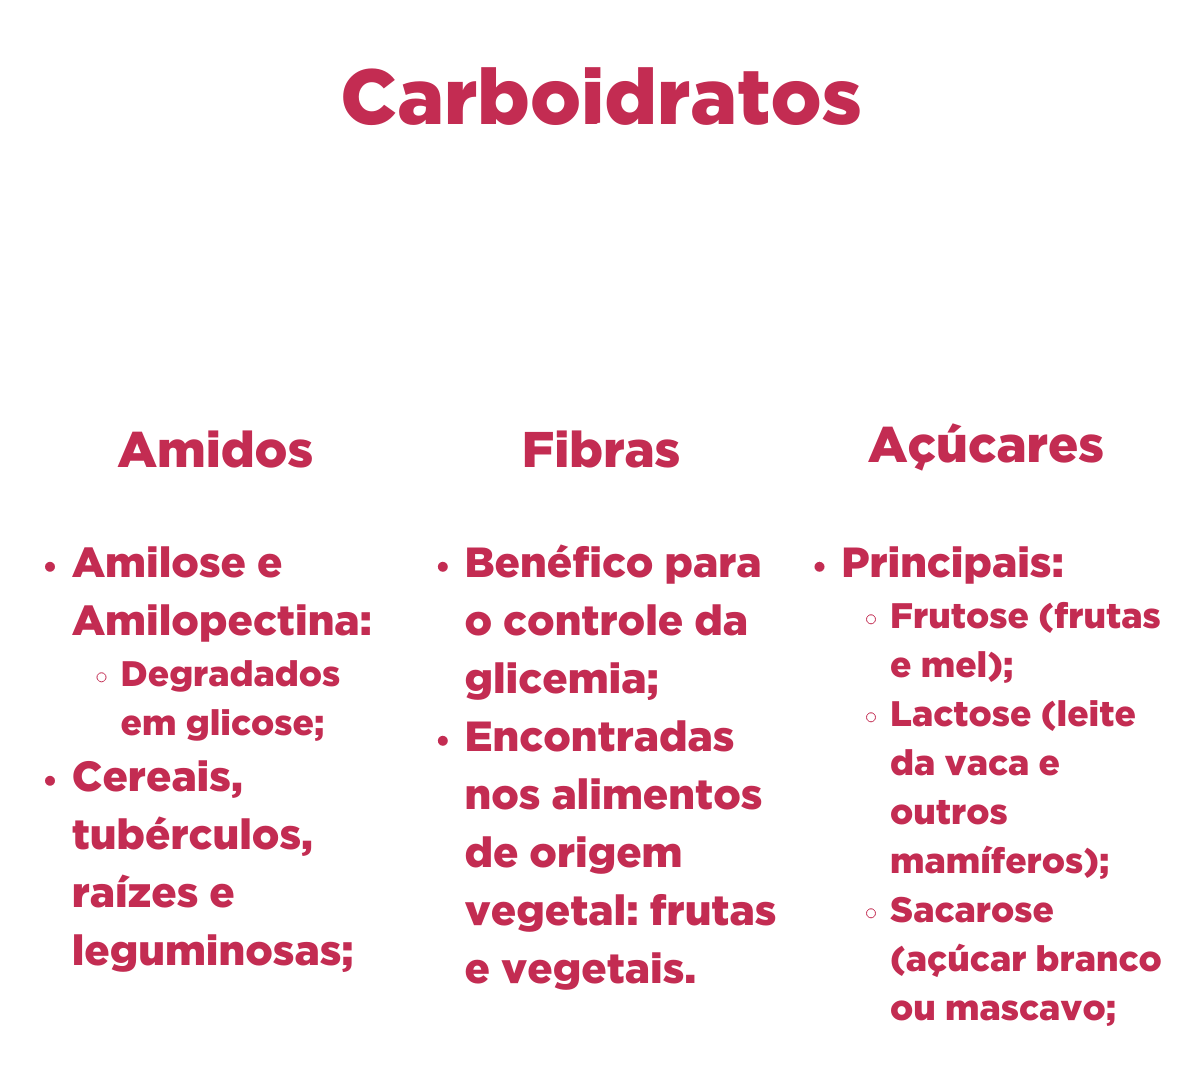 Carboidratos
Amidos
• Amilose e
Amilopectina:
◦ Degradados
em glicose;
• Cereais,
tubérculos,
raízes e
leguminosas;
Fibras
• Benéfico para
o controle da
glicemia;
• Encontradas
nos alimentos
de origem
vegetal: frutas
e vegetais.
Açúcares
• Principais:
◦ Frutose (frutas
e mel);
◦ Lactose (leite
da vaca e
outros
mamíferos);
◦ Sacarose
(açúcar branco
ou mascavo;